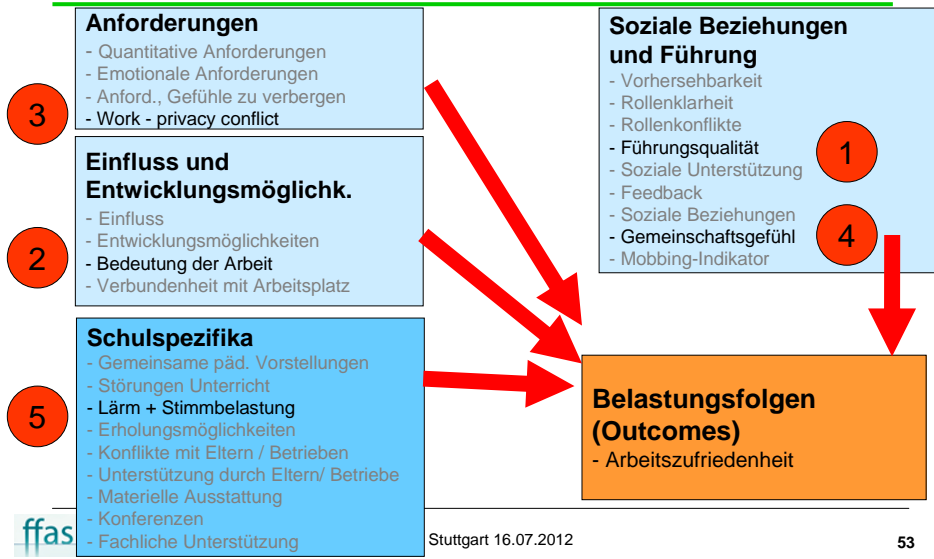 Anforderungen
- Quantitative Anforderungen
- Emotionale Anforderungen
- Anford., Gefühle zu verbergen
- Work - privacy conflict
3
Einfluss und
Entwicklungsmöglichk.
- Einfluss
- Entwicklungsmöglichkeiten
- Bedeutung der Arbeit
- Verbundenheit mit Arbeitsplatz
2
Schulspezifika
- Gemeinsame päd. Vorstellungen
- Störungen Unterricht
- Lärm + Stimmbelastung
- Erholungsmöglichkeiten
- Konflikte mit Eltern / Betrieben
- Unterstützung durch Eltern/ Betriebe
- Materielle Ausstattung
- Konferenzen
- Fachliche Unterstützung
5
Soziale Beziehungen
und Führung
- Vorhersehbarkeit
- Rollenklarheit
- Rollenkonflikte
- Führungsqualität
- Soziale Unterstützung
- Feedback
- Soziale Beziehungen
- Gemeinschaftsgefühl
- Mobbing-Indikator
1
4
Belastungsfolgen
(Outcomes)
- Arbeitszufriedenheit
ffas
Stuttgart 16.07.2012
53